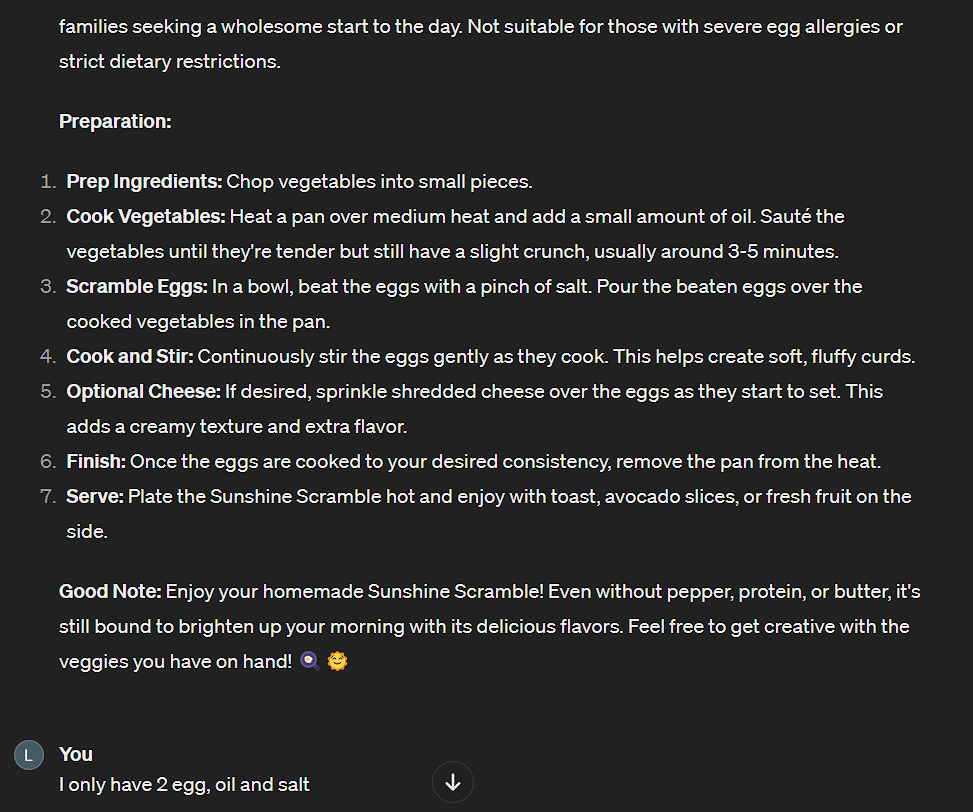 families seeking a wholesome start to the day. Not suitable for those with severe egg allergies or
strict dietary restrictions.
Preparation:
1. Prep Ingredients: Chop vegetables into small pieces.
2. Cook Vegetables: Heat a pan over medium heat and add a small amount of oil. Sauté the
vegetables until they're tender but still have a slight crunch, usually around 3-5 minutes.
3. Scramble Eggs: In a bowl, beat the eggs with a pinch of salt. Pour the beaten eggs over the
cooked vegetables in the pan.
4. Cook and Stir: Continuously stir the eggs gently as they cook. This helps create soft, fluffy curds.
5. Optional Cheese: If desired, sprinkle shredded cheese over the eggs as they start to set. This
adds a creamy texture and extra flavor.
6. Finish: Once the eggs are cooked to your desired consistency, remove the pan from the heat.
7. Serve: Plate the Sunshine Scramble hot and enjoy with toast, avocado slices, or fresh fruit on the
side.
Good Note: Enjoy your homemade Sunshine Scramble! Even without pepper, protein, or butter, it's
still bound to brighten up your morning with its delicious flavors. Feel free to get creative with the
veggies you have on hand! 🍳 🌞
L You
I only have 2 egg, oil and salt